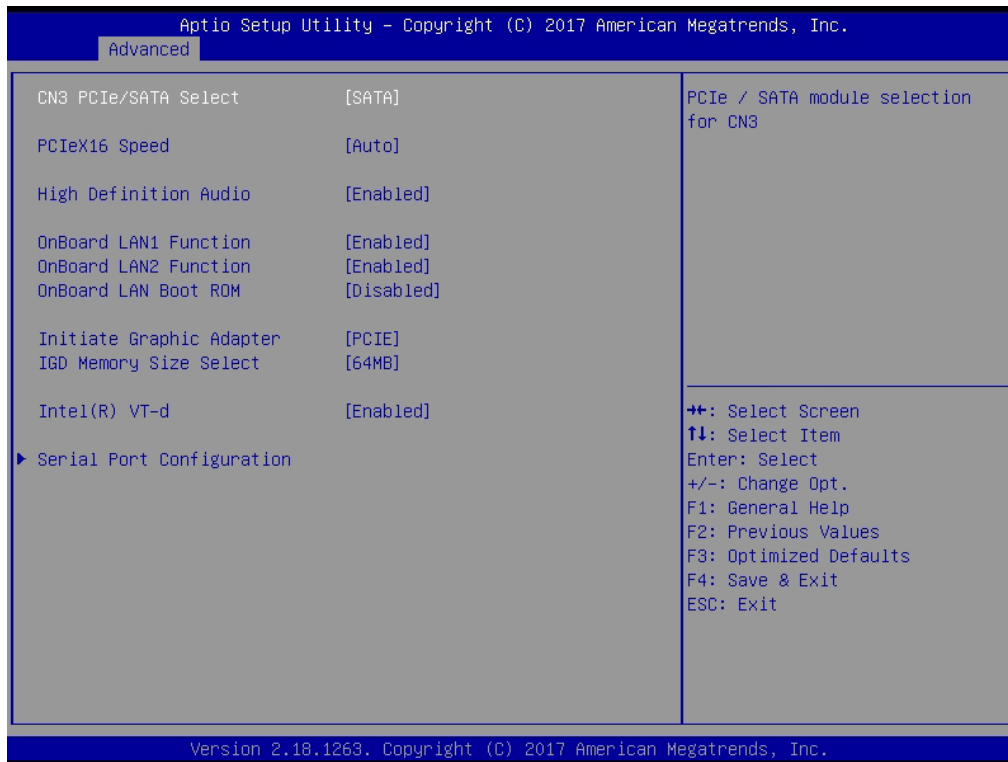 Aptio Setup Utility – Copyright (C) 2017 American Megatrends, Inc.
Advanced
CN3 PCIe/SATA Select [SATA]
PCIeX16 Speed [Auto]
High Definition Audio [Enabled]
OnBoard LAN1 Function [Enabled]
OnBoard LAN2 Function [Enabled]
OnBoard LAN Boot ROM [Disabled]
Initiate Graphic Adapter [PCIE]
IGD Memory Size Select [64MB]
Intel(R) VT-d [Enabled]
▶ Serial Port Configuration
PCIe / SATA module selection
for CN3
→←: Select Screen
↑↓: Select Item
Enter: Select
+/-: Change Opt.
F1: General Help
F2: Previous Values
F3: Optimized Defaults
F4: Save & Exit
ESC: Exit
Version 2.18.1263. Copyright (C) 2017 American Megatrends, Inc.